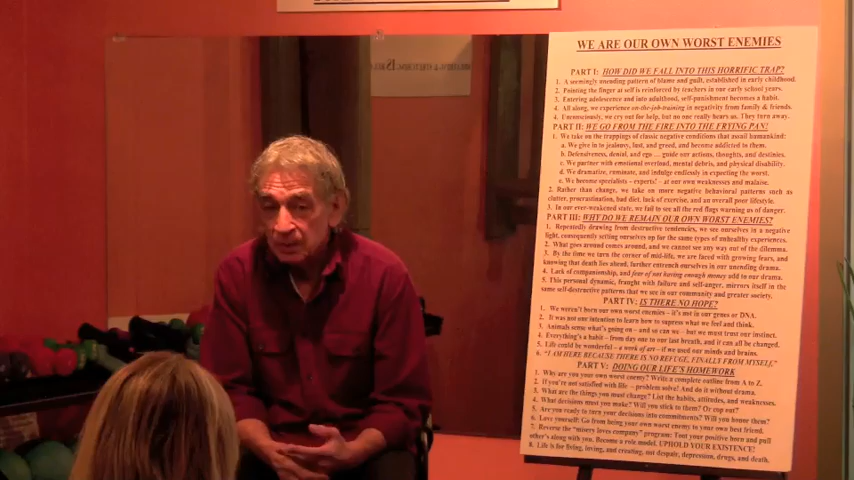 WE ARE OUR OWN WORST ENEMIES
PART I: HOW DID WE FALL INTO THIS HORRIFIC TRAP?
1. A seemingly unending pattern of blame and guilt, established in early childhood.
2. Pointing the finger at self is reinforced by teachers in our early school years.
3. Entering adolescence and into adulthood, self-punishment becomes a habit.
4. All along, we experience on-the-job-training in negativity from family & friends.
5. Unconsciously, we cry out for help, but no one really hears us. They turn away.
PART II: WE GO FROM THE FIRE INTO THE FRYING PAN!
1. We take on the trappings of classic negative conditions that assail humankind:
a. We give in to jealousy, lust, and greed, and become addicted to them.
b. Defensiveness, denial, and ego ... guide our actions, thoughts, and destinies.
c. We partner with emotional overload, mental debris, and physical disability.
d. We dramatize, ruminate, and indulge endlessly in expecting the worst.
e. We become specialists - experts! - at our own weaknesses and malaise.
2. Rather than change, we take on more negative behavioral patterns such as
clutter, procrastination, bad diet, lack of exercise, and an overall poor lifestyle.
3. In our ever-weakened state, we fail to see all the red flags warning us of danger.
PART III: WHY DO WE REMAIN OUR OWN WORST ENEMIES?
1. Repeatedly drawing from destructive tendencies, we see ourselves in a negative
light, consequently setting ourselves up for the same types of unhealthy experiences.
2. What goes around comes around, and we cannot see any way out of the dilemma.
3. By the time we turn the corner of mid-life, we are faced with growing fears, and
knowing that death lies ahead, further entrench ourselves in our unending drama.
4. Lack of companionship, and fear of not having enough money add to the drama.
5. This personal dynamic, fraught with failure and self-anger, mirrors itself in the
same self-destructive patterns that we see in our community and greater society.
PART IV: IS THERE NO HOPE?
1. We weren't born our own worst enemies - it's not in our genes or DNA.
2. It was not our intention to learn how to supress what we feel and think.
3. Animals sense what's going on - and so can we - but we must trust our instinct.
4. Everything's a habit - from day one until our last breath, and it can all be changed.
5. Life could be wonderful - a work of art - if we used our minds and brains.
6. "I AM HERE BECAUSE THERE IS NO REFUGE, FINALLY, FROM MYSELF."
PART V: DOING OUR LIFE'S HOMEWORK
1. Why are you your own worst enemy? Write a complete outline from A to Z.
2. If you're not satisfied with life - problem solve! And do it without drama.
3. What are the things you must change? List the habits, attitudes, and weaknesses.
4. What decisions must you make? Will you stick to them? Or cop out?
5. Are you ready to turn your decisions into commitments? Will you honor them?
6. Love yourself. Go from being your own worst enemy to your own best friend.
7. Reverse the "misery loves company" program: Toot your positive horn and pull
other's along with you. Become a role model. UPHOLD YOUR EXISTENCE!
8. Life is for living, loving, and creating, not despair, depression, drugs, and death.